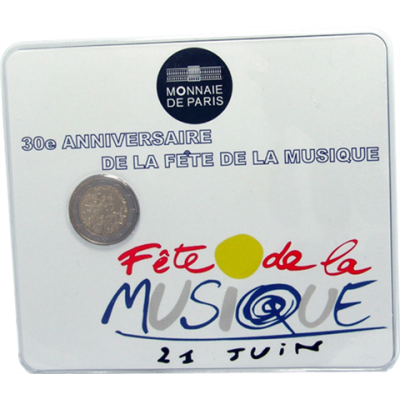 MONNAIE
DE PARIS
30e ANNIVERSAIRE
DE LA FÊTE DE LA MUSIQUE
Fête de la
MUSIQUE
21 JUIN